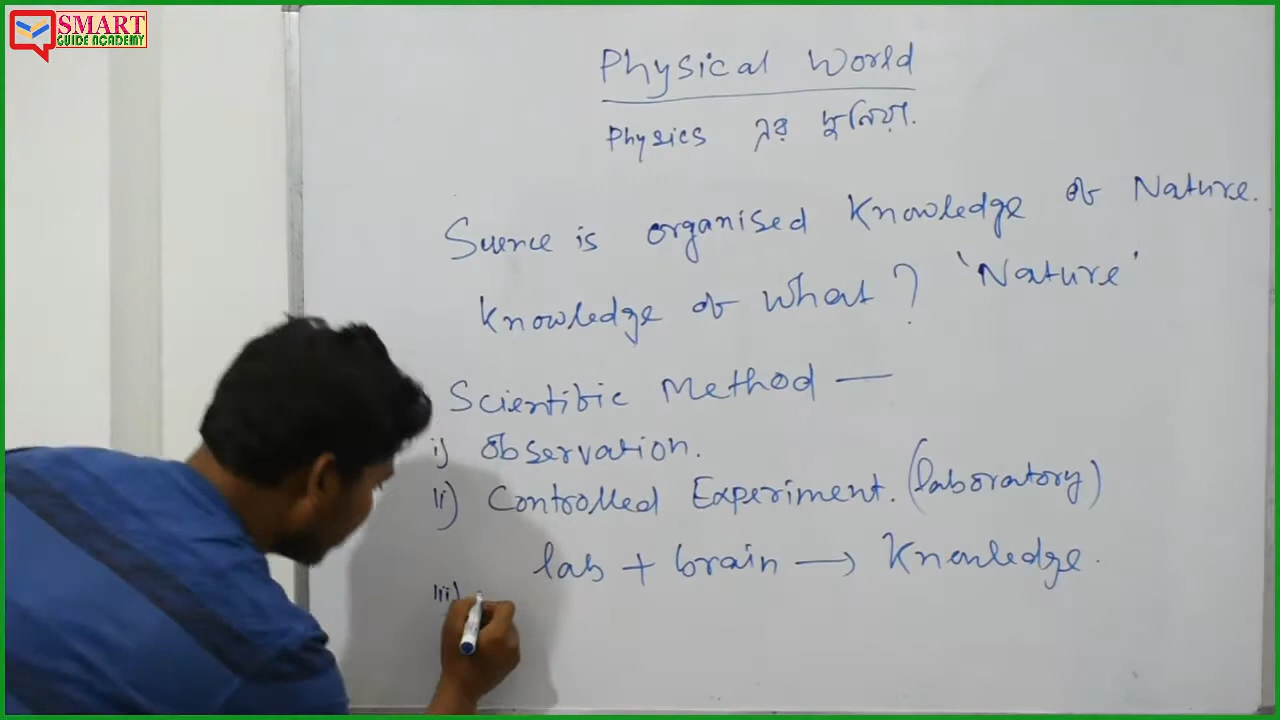 SMART
GUIDE ACADEMY
Physical World
Physics এর দুনিয়া.
Science is organised Knowledge of Nature.
Knowledge of what? 'Nature'
Scientific Method —
i) Observation.
ii) Controlled Experiment. (laboratory)
lab + brain → Knowledge.
iii)